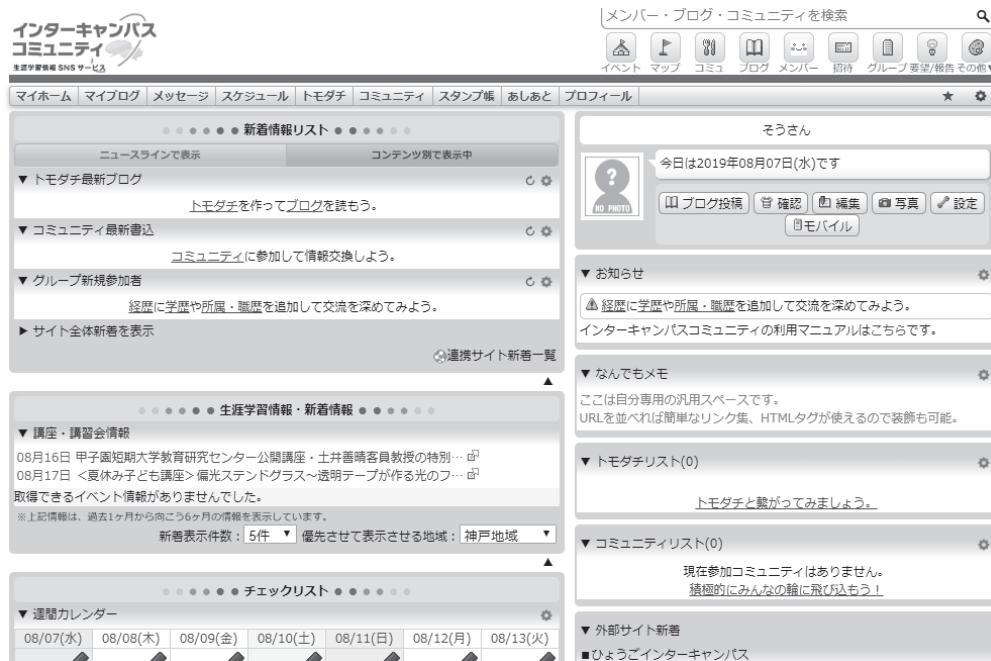 インターキャンパス
コミュニティ
生涯学習情報 SNS サービス
メンバー・ブログ・コミュニティを検索
イベント マップ コミュ ブログ メンバー 招待 グループ 要望/報告 その他▼
マイホーム マイブログ メッセージ スケジュール トモダチ コミュニティ スタンプ帳 あしあと プロフィール
新着情報リスト
ニュースラインで表示 コンテンツ別で表示中
▼ トモダチ最新ブログ
トモダチを作ってブログを読もう。
▼ コミュニティ最新書込
コミュニティに参加して情報交換しよう。
▼ グループ新規参加者
経歴に学歴や所属・職歴を追加して交流を深めてみよう。
▶ サイト全体新着を表示
連携サイト新着一覧
▲
生涯学習情報・新着情報
▼ 講座・講習会情報
08月16日 甲子園短期大学教育研究センター公開講座・土井善晴客員教授の特別…
08月17日 <夏休み子ども講座>偏光ステンドグラス～透明テープが作る光のフ…
取得できるイベント情報がありませんでした。
※上記情報は、過去1ヶ月から向こう6ヶ月の情報を表示しています。
新着表示件数： 5件 ▼ 優先させて表示させる地域： 神戸地域 ▼
▲
チェックリスト
▼ 週間カレンダー
08/07(水) 08/08(木) 08/09(金) 08/10(土) 08/11(日) 08/12(月) 08/13(火)
そうさん
NO PHOTO
今日は2019年08月07日(水)です
ブログ投稿 確認 編集 写真 設定
モバイル
▼ お知らせ
経歴に学歴や所属・職歴を追加して交流を深めてみよう。
インターキャンパスコミュニティの利用マニュアルはこちらです。
▼ なんでもメモ
ここは自分専用の汎用スペースです。
URLを並べれば簡単なリンク集、HTMLタグが使えるので装飾も可能。
▼ トモダチリスト(0)
トモダチと繋がってみましょう。
▼ コミュニティリスト(0)
現在参加コミュニティはありません。
積極的にみんなの輪に飛び込もう！
▼ 外部サイト新着
■ひょうごインターキャンパス